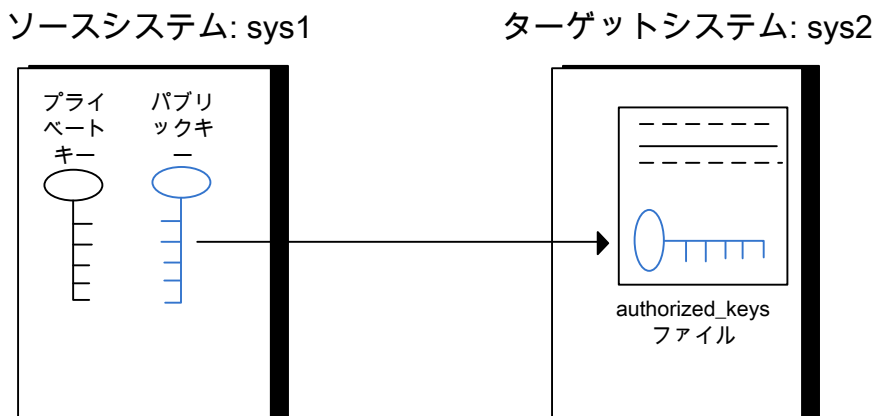 ソースシステム: sys1
ターゲットシステム: sys2
プライ
ベート
キー
パブリ
ックキ
ー
authorized_keys
ファイル